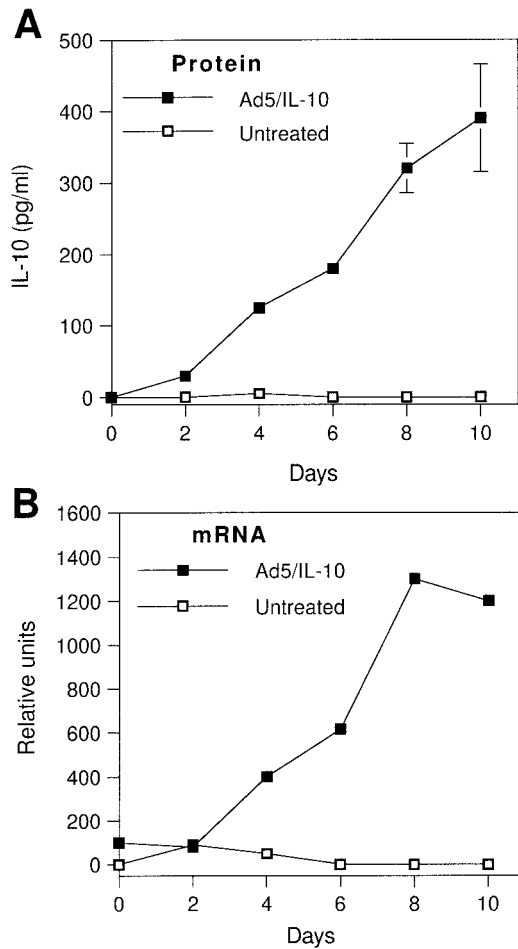 A
Protein
Ad5/IL-10
Untreated
IL-10 (pg/ml)
500
400
300
200
100
0
0 2 4 6 8 10
Days
B
mRNA
Ad5/IL-10
Untreated
Relative units
1600
1400
1200
1000
800
600
400
200
0
0 2 4 6 8 10
Days